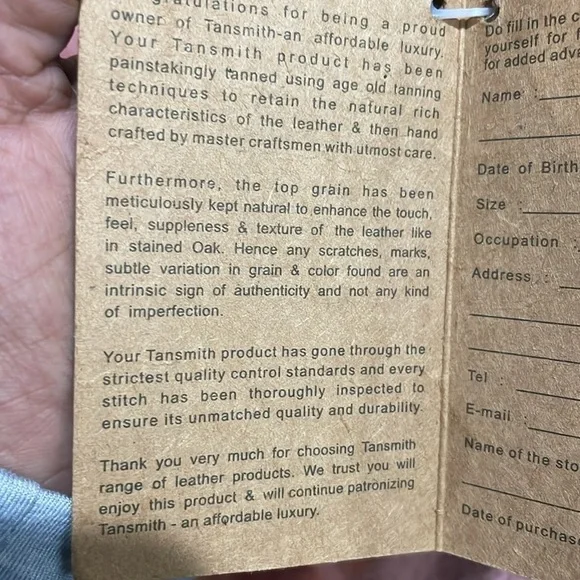 ulations for being a proud
owner of Tansmith-an affordable luxury.
Your Tansmith product has been
painstakingly tanned using age old tanning
techniques to retain the natural rich
characteristics of the leather & then hand
crafted by master craftsmen with utmost care.
Furthermore, the top grain has been
meticulously kept natural to enhance the touch,
feel, suppleness & texture of the leather like
in stained Oak. Hence any scratches, marks,
subtle variation in grain & color found are an
intrinsic sign of authenticity and not any kind
of imperfection.
Your Tansmith product has gone through the
strictest quality control standards and every
stitch has been thoroughly inspected to
ensure its unmatched quality and durability.
Thank you very much for choosing Tansmith
range of leather products. We trust you will
enjoy this product & will continue patronizing
Tansmith - an affordable luxury.
Do fill in the
yourself for
for added adv
Name :
Date of Birth
Size :
Occupation :
Address :
Tel :
E-mail :
Name of the sto
Date of purchas